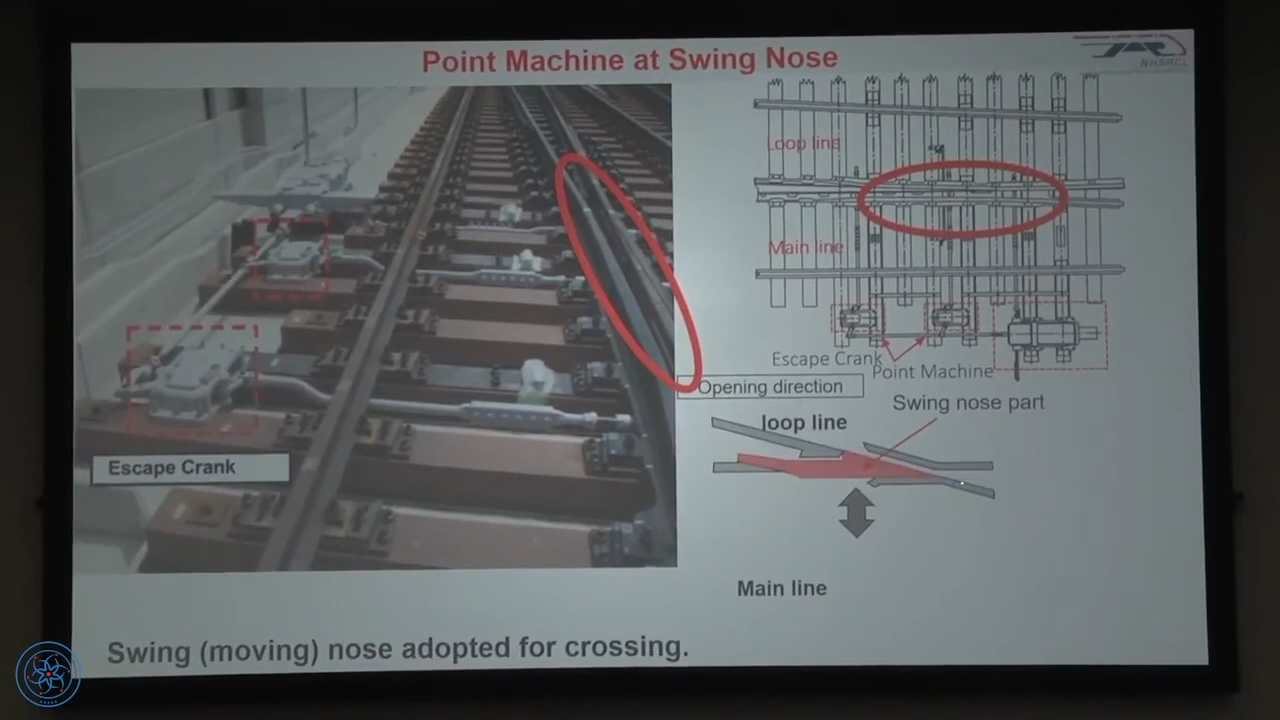 Point Machine at Swing Nose
NHSRCL
Loop line
Main line
Escape Crank
Point Machine
Opening direction
Swing nose part
loop line
Escape Crank
Main line
Swing (moving) nose adopted for crossing.